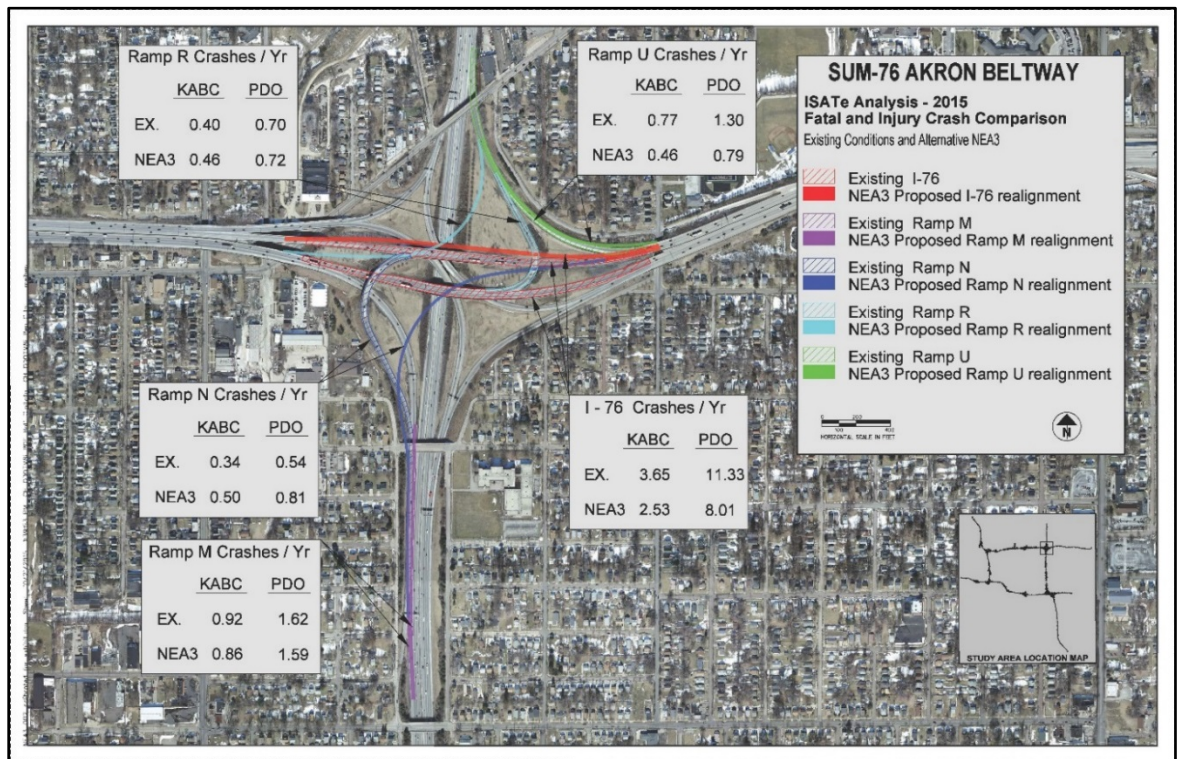 Ramp R Crashes / Yr
KABC PDO
EX. 0.40 0.70
NEA3 0.46 0.72
Ramp U Crashes / Yr
KABC PDO
EX. 0.77 1.30
NEA3 0.46 0.79
SUM-76 AKRON BELTWAY
ISATe Analysis - 2015
Fatal and Injury Crash Comparison
Existing Conditions and Alternative NEA3
Existing I-76
NEA3 Proposed I-76 realignment
Existing Ramp M
NEA3 Proposed Ramp M realignment
Existing Ramp N
NEA3 Proposed Ramp N realignment
Existing Ramp R
NEA3 Proposed Ramp R realignment
Existing Ramp U
NEA3 Proposed Ramp U realignment
0 200
100 400
HORIZONTAL SCALE IN FEET
N
Ramp N Crashes / Yr
KABC PDO
EX. 0.34 0.54
NEA3 0.50 0.81
I - 76 Crashes / Yr
KABC PDO
EX. 3.65 11.33
NEA3 2.53 8.01
Ramp M Crashes / Yr
KABC PDO
EX. 0.92 1.62
NEA3 0.86 1.59
STUDY AREA LOCATION MAP